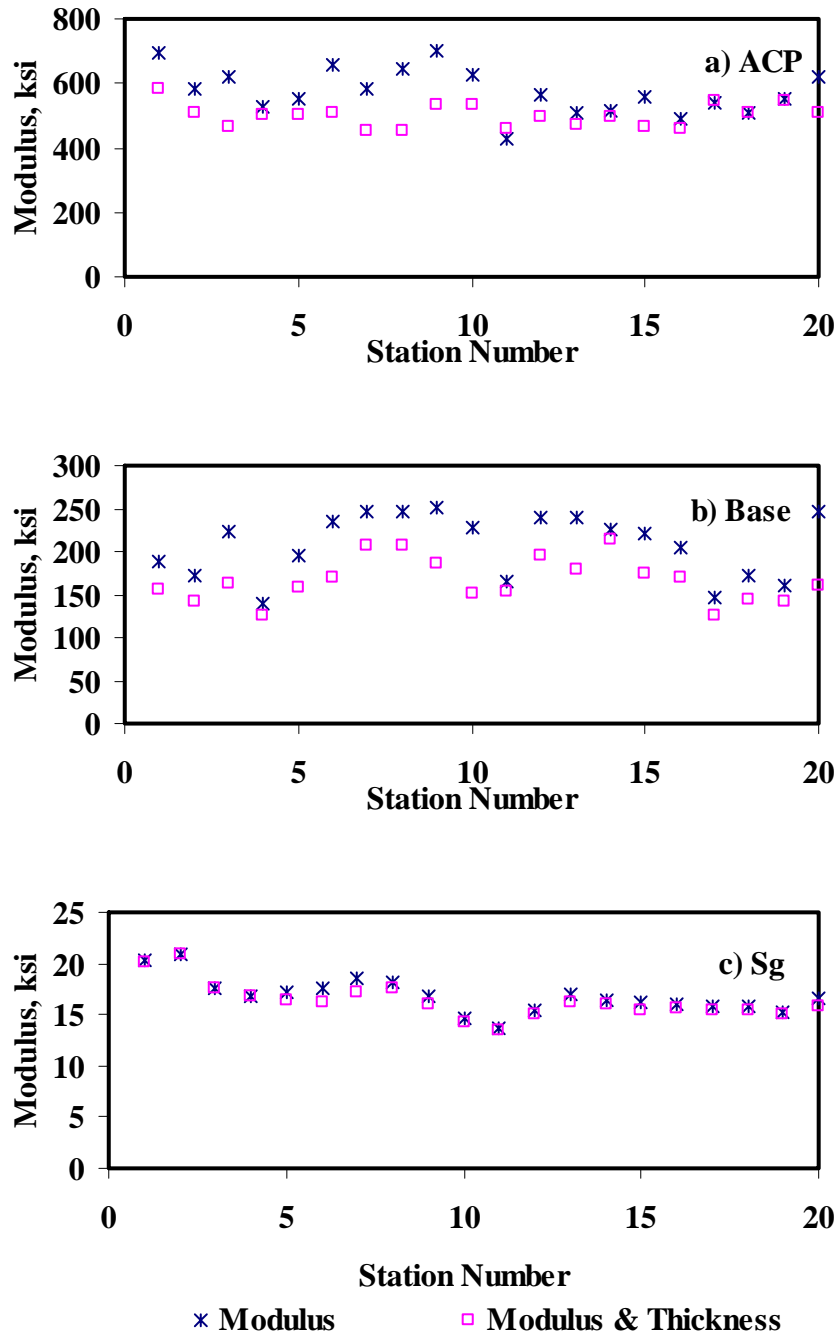 800
a) ACP
600
400
200
0
Modulus, ksi
0 5 10 15 20
Station Number
300
b) Base
250
200
150
100
50
0
Modulus, ksi
0 5 10 15 20
Station Number
25
c) Sg
20
15
10
5
0
Modulus, ksi
0 5 10 15 20
Station Number
Modulus Modulus & Thickness